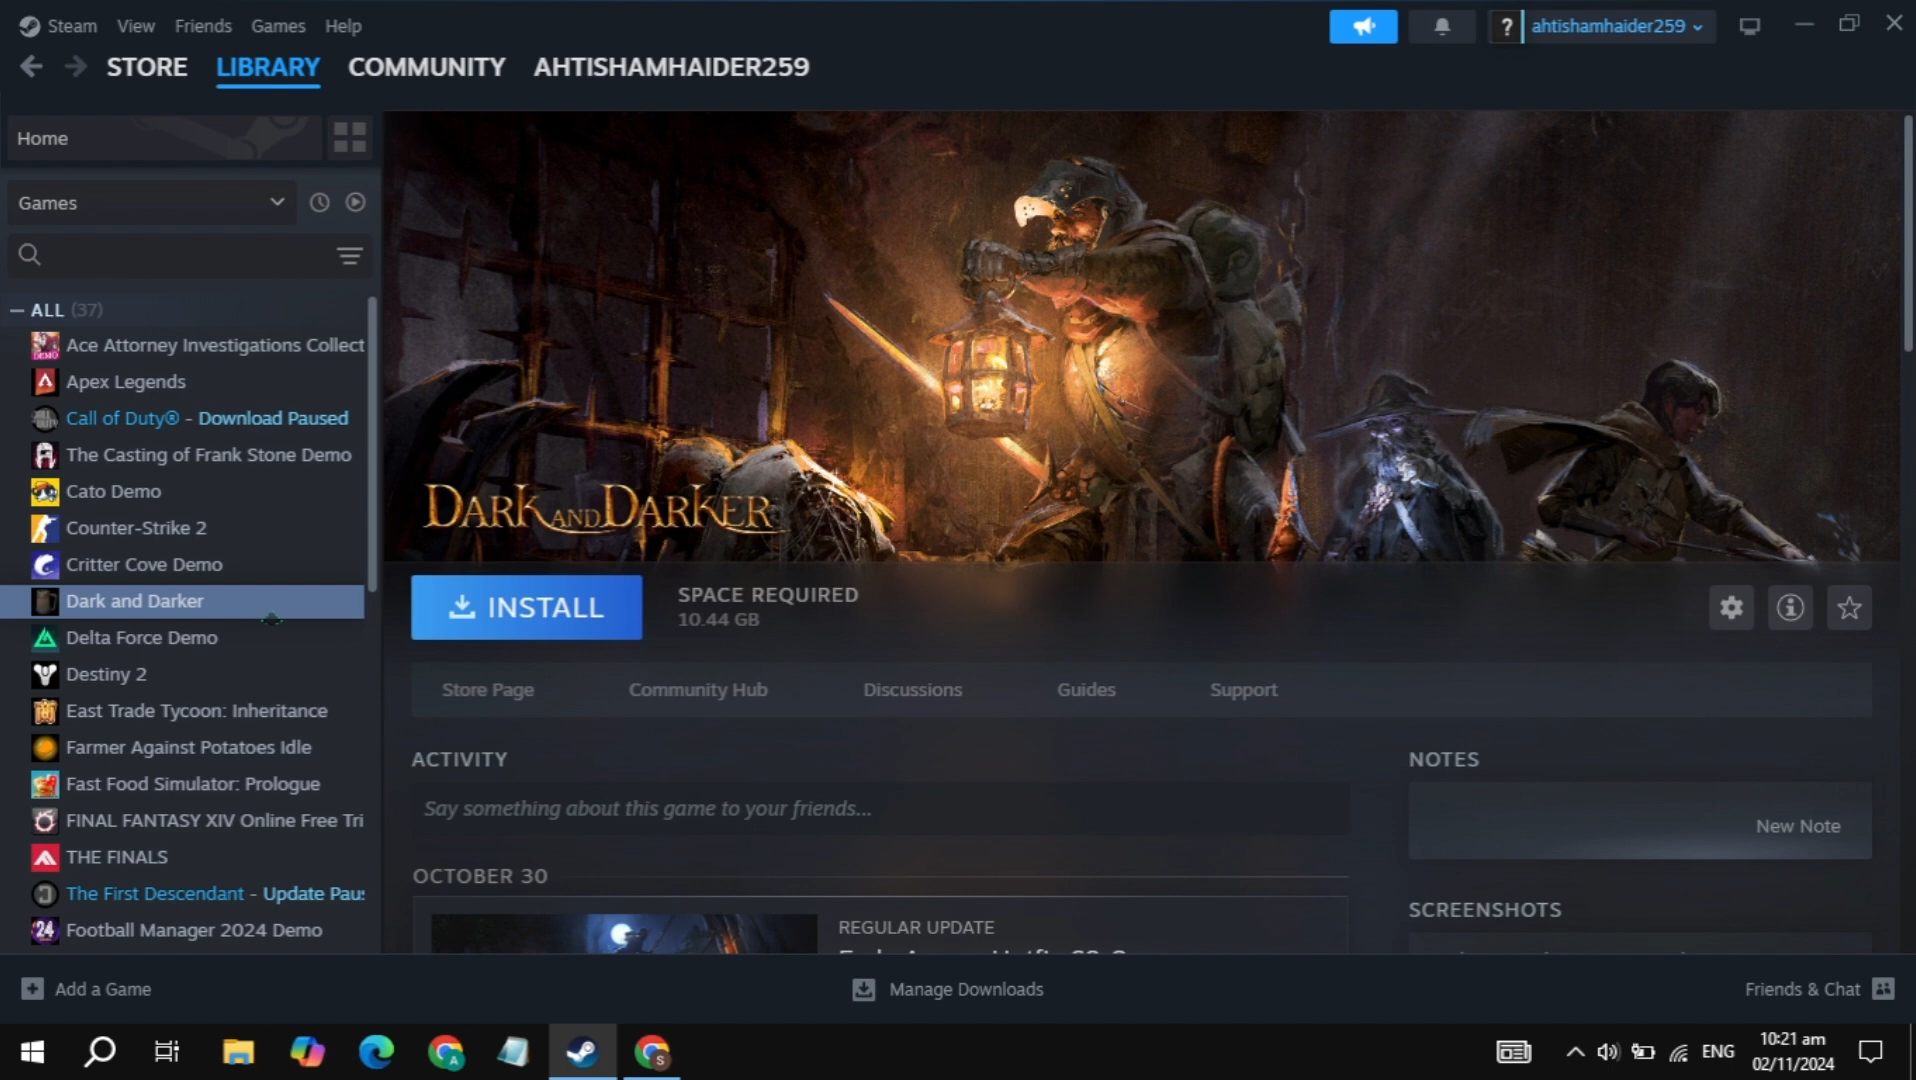 Steam View Friends Games Help
? ahtishamhaider259
STORE LIBRARY COMMUNITY AHTISHAMHAIDER259
Home
Games
ALL (37)
Ace Attorney Investigations Collect
Apex Legends
Call of Duty® - Download Paused
The Casting of Frank Stone Demo
Cato Demo
Counter-Strike 2
Critter Cove Demo
Dark and Darker
Delta Force Demo
Destiny 2
East Trade Tycoon: Inheritance
Farmer Against Potatoes Idle
Fast Food Simulator: Prologue
FINAL FANTASY XIV Online Free Tri
THE FINALS
The First Descendant - Update Paus
Football Manager 2024 Demo
DARK AND DARKER
INSTALL
SPACE REQUIRED
10.44 GB
Store Page Community Hub Discussions Guides Support
ACTIVITY
Say something about this game to your friends...
OCTOBER 30
REGULAR UPDATE
NOTES
New Note
SCREENSHOTS
Add a Game
Manage Downloads
Friends & Chat
ENG
10:21 am
02/11/2024